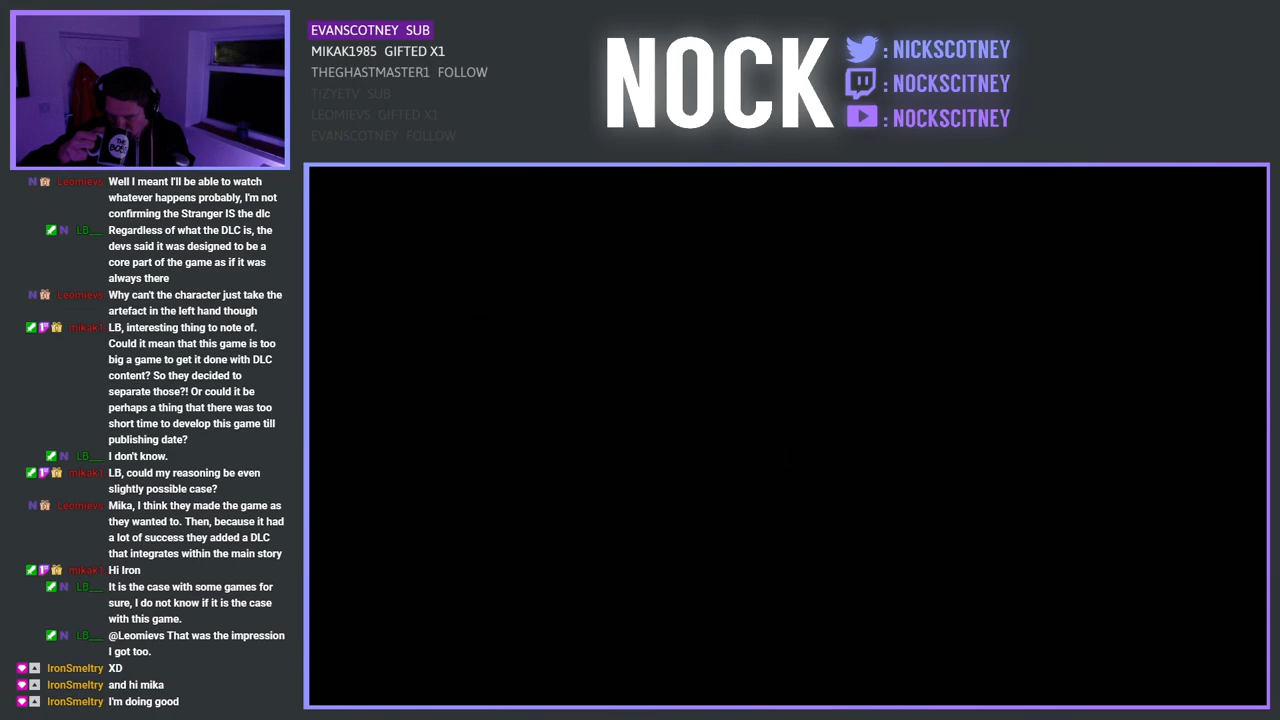 EVANSCOTNEY SUB
MIKAK1985 GIFTED X1
THEGHASTMASTER1 FOLLOW
TIZYETV SUB
LEOMIEVS GIFTED X1
EVANSCOTNEY FOLLOW
NOCK
: NICKSCOTNEY
: NOCKSCITNEY
: NOCKSCITNEY
Leomievs Well I meant I'll be able to watch
whatever happens probably, I'm not
confirming the Stranger IS the dlc
LB__ Regardless of what the DLC is, the
devs said it was designed to be a
core part of the game as if it was
always there
Leomievs Why can't the character just take the
artefact in the left hand though
mikak1 LB, interesting thing to note of.
Could it mean that this game is too
big a game to get it done with DLC
content? So they decided to
separate those?! Or could it be
perhaps a thing that there was too
short time to develop this game till
publishing date?
LB__ I don't know.
mikak1 LB, could my reasoning be even
slightly possible case?
Leomievs Mika, I think they made the game as
they wanted to. Then, because it had
a lot of success they added a DLC
that integrates within the main story
mikak1 Hi Iron
LB__ It is the case with some games for
sure, I do not know if it is the case
with this game.
LB__ @Leomievs That was the impression
I got too.
IronSmeltry XD
IronSmeltry and hi mika
IronSmeltry I'm doing good